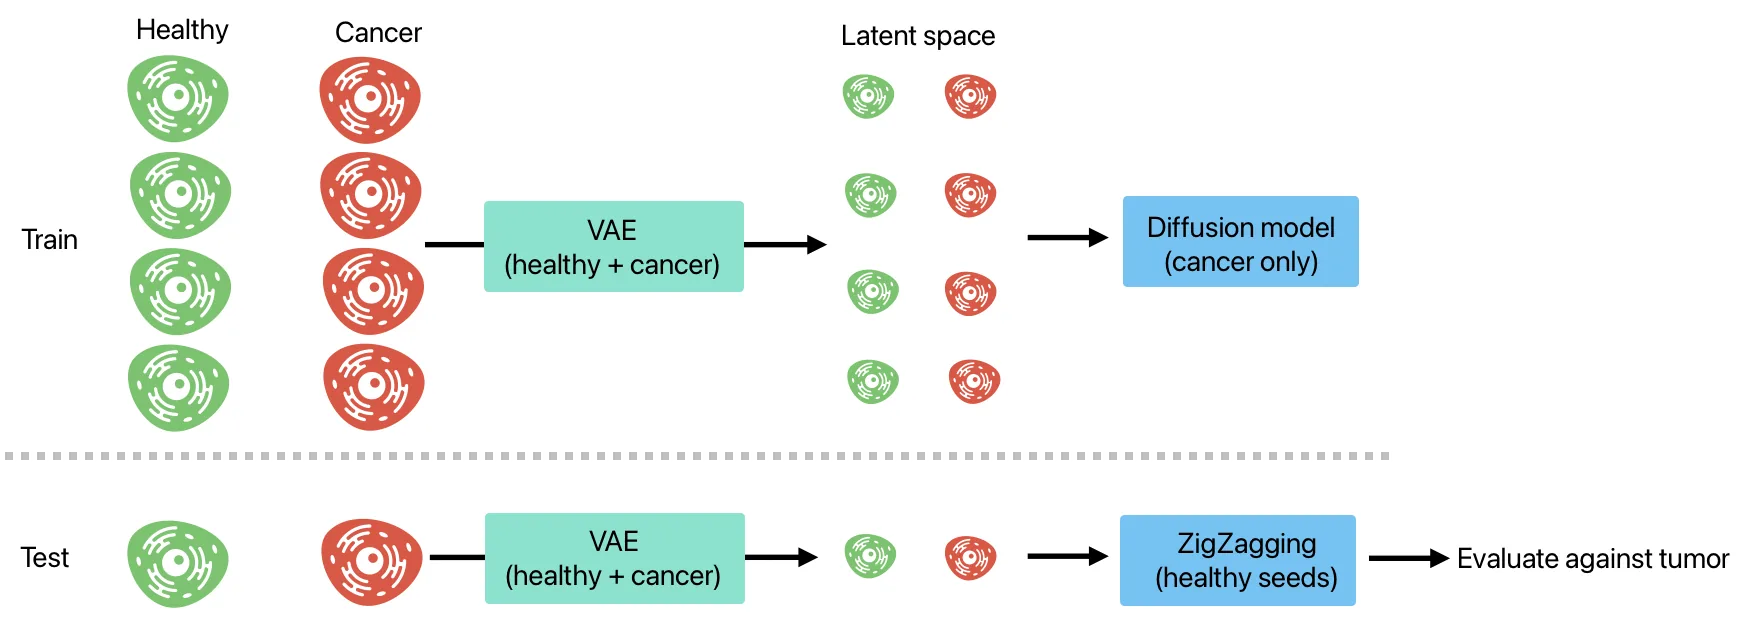 Healthy
Cancer
Latent space
Train
VAE
(healthy + cancer)
Diffusion model
(cancer only)
Test
VAE
(healthy + cancer)
ZigZagging
(healthy seeds)
Evaluate against tumor